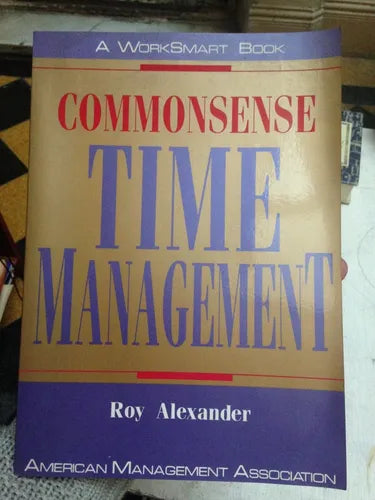 A WorkSmart Book
COMMONSENSE
TIME
MANAGEMENT
Roy Alexander
American Management Association